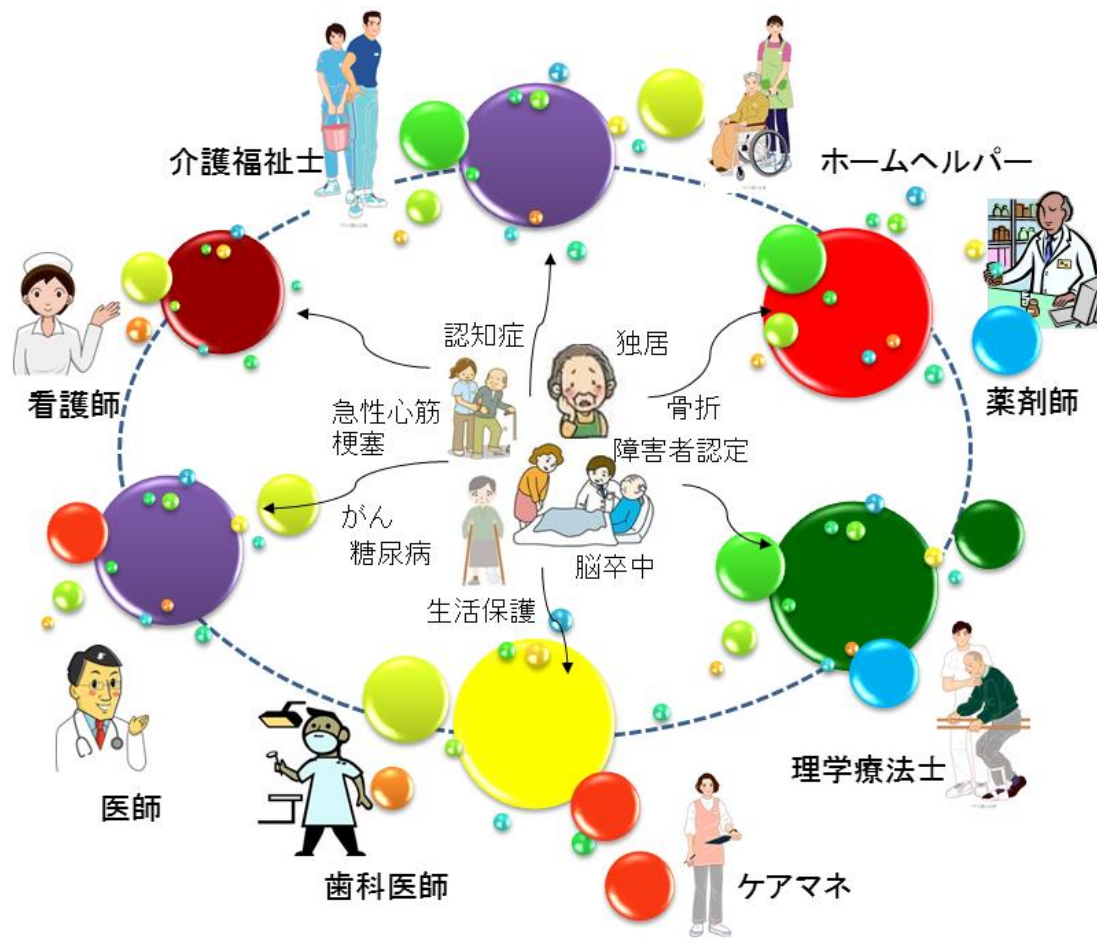 介護福祉士
ホームヘルパー
看護師
薬剤師
認知症
独居
急性心筋
梗塞
骨折
障害者認定
がん
糖尿病
脳卒中
生活保護
医師
歯科医師
理学療法士
ケアマネ